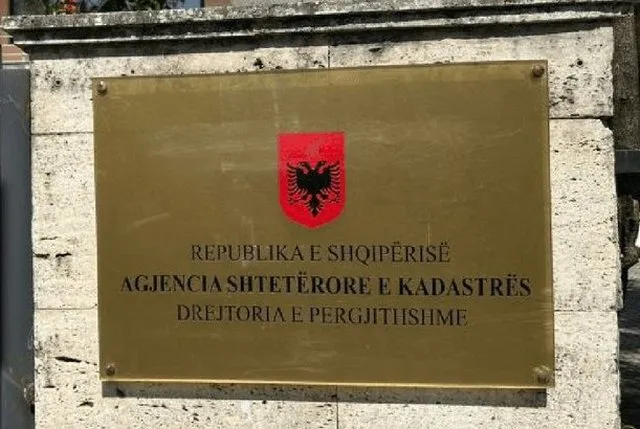 REPUBLIKA E SHQIPËRISË
AGJENCIA SHTETËRORE E KADASTRËS
DREJTORIA E PERGJITHSHME